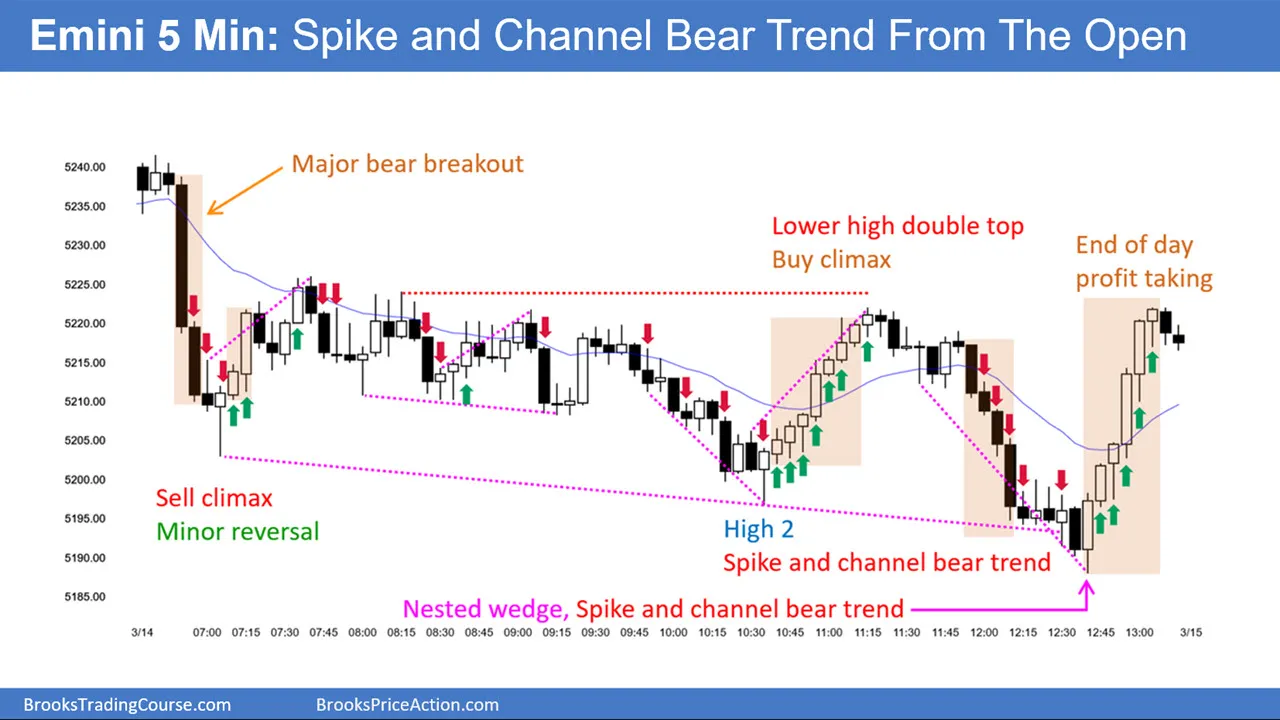 Emini 5 Min: Spike and Channel Bear Trend From The Open
Major bear breakout
Lower high double top
Buy climax
End of day
profit taking
5240.00
5235.00
5230.00
5225.00
5220.00
5215.00
5210.00
5205.00
5200.00
5195.00
5190.00
5185.00
Sell climax
Minor reversal
High 2
Spike and channel bear trend
Nested wedge, Spike and channel bear trend
3/14 07:00 07:15 07:30 07:45 08:00 08:15 08:30 08:45 09:00 09:15 09:30 09:45 10:00 10:15 10:30 10:45 11:00 11:15 11:30 11:45 12:00 12:15 12:30 12:45 13:00 3/15
BrooksTradingCourse.com BrooksPriceAction.com